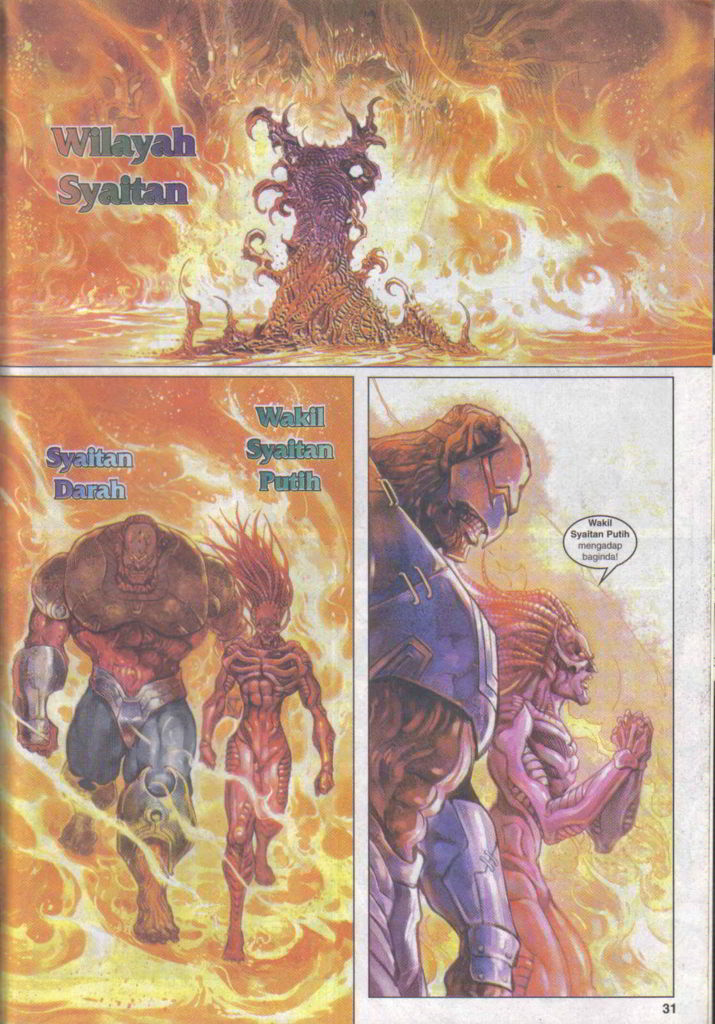 Wilayah
Syaitan
Syaitan
Darah
Wakil
Syaitan
Putih
Wakil
Syaitan Putih
mengadap
baginda!
31